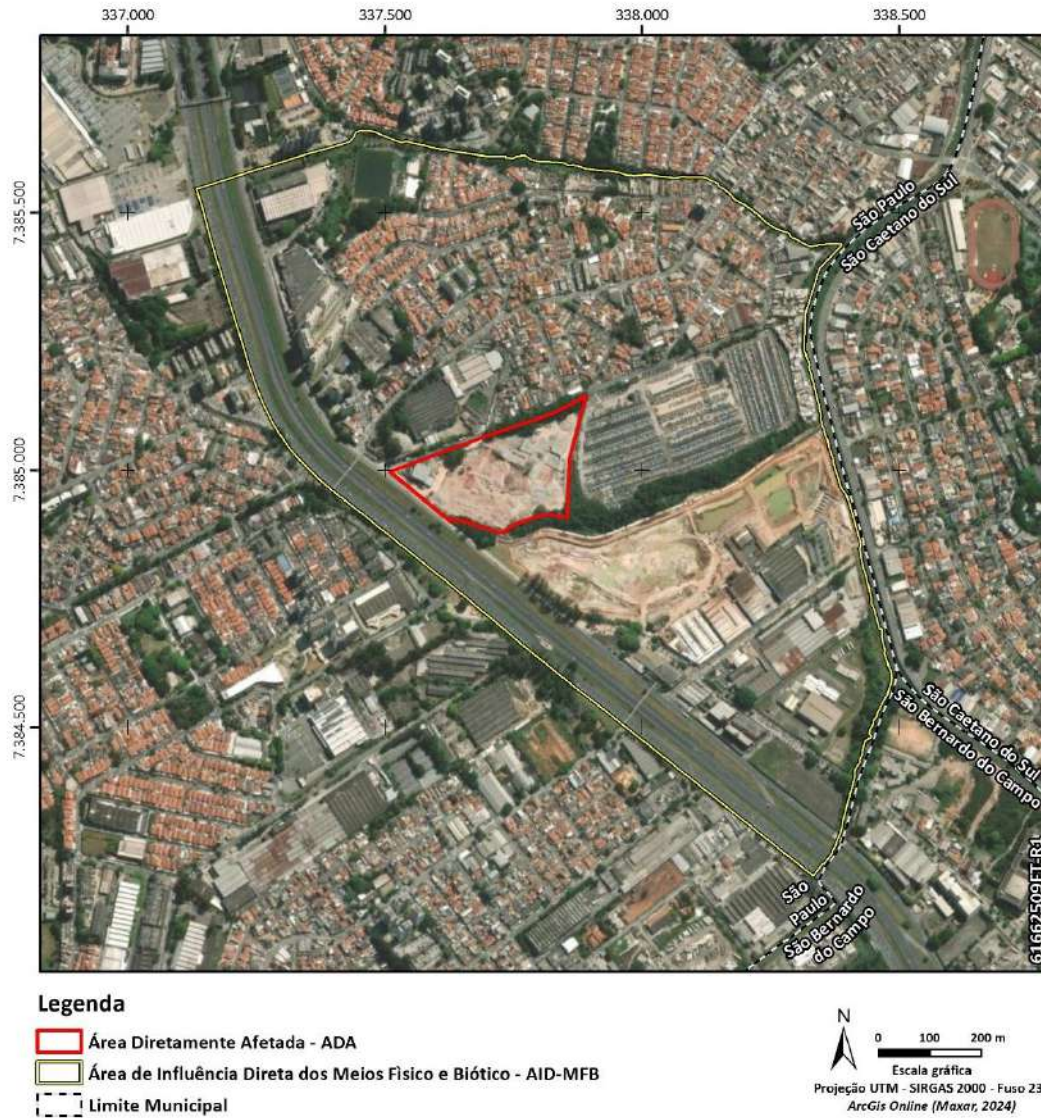 337.000
337.500
338.000
338.500
7.385.500
7.385.000
7.384.500
São Paulo
São Caetano do Sul
São Caetano do Sul
São Bernardo do Campo
São
Paulo
São Bernardo
do Campo
61662509ET-R1
Legenda
Área Diretamente Afetada - ADA
Área de Influência Direta dos Meios Físico e Biótico - AID-MFB
Limite Municipal
N
0 100 200 m
Escala gráfica
Projeção UTM - SIRGAS 2000 - Fuso 23
ArcGis Online (Maxar, 2024)